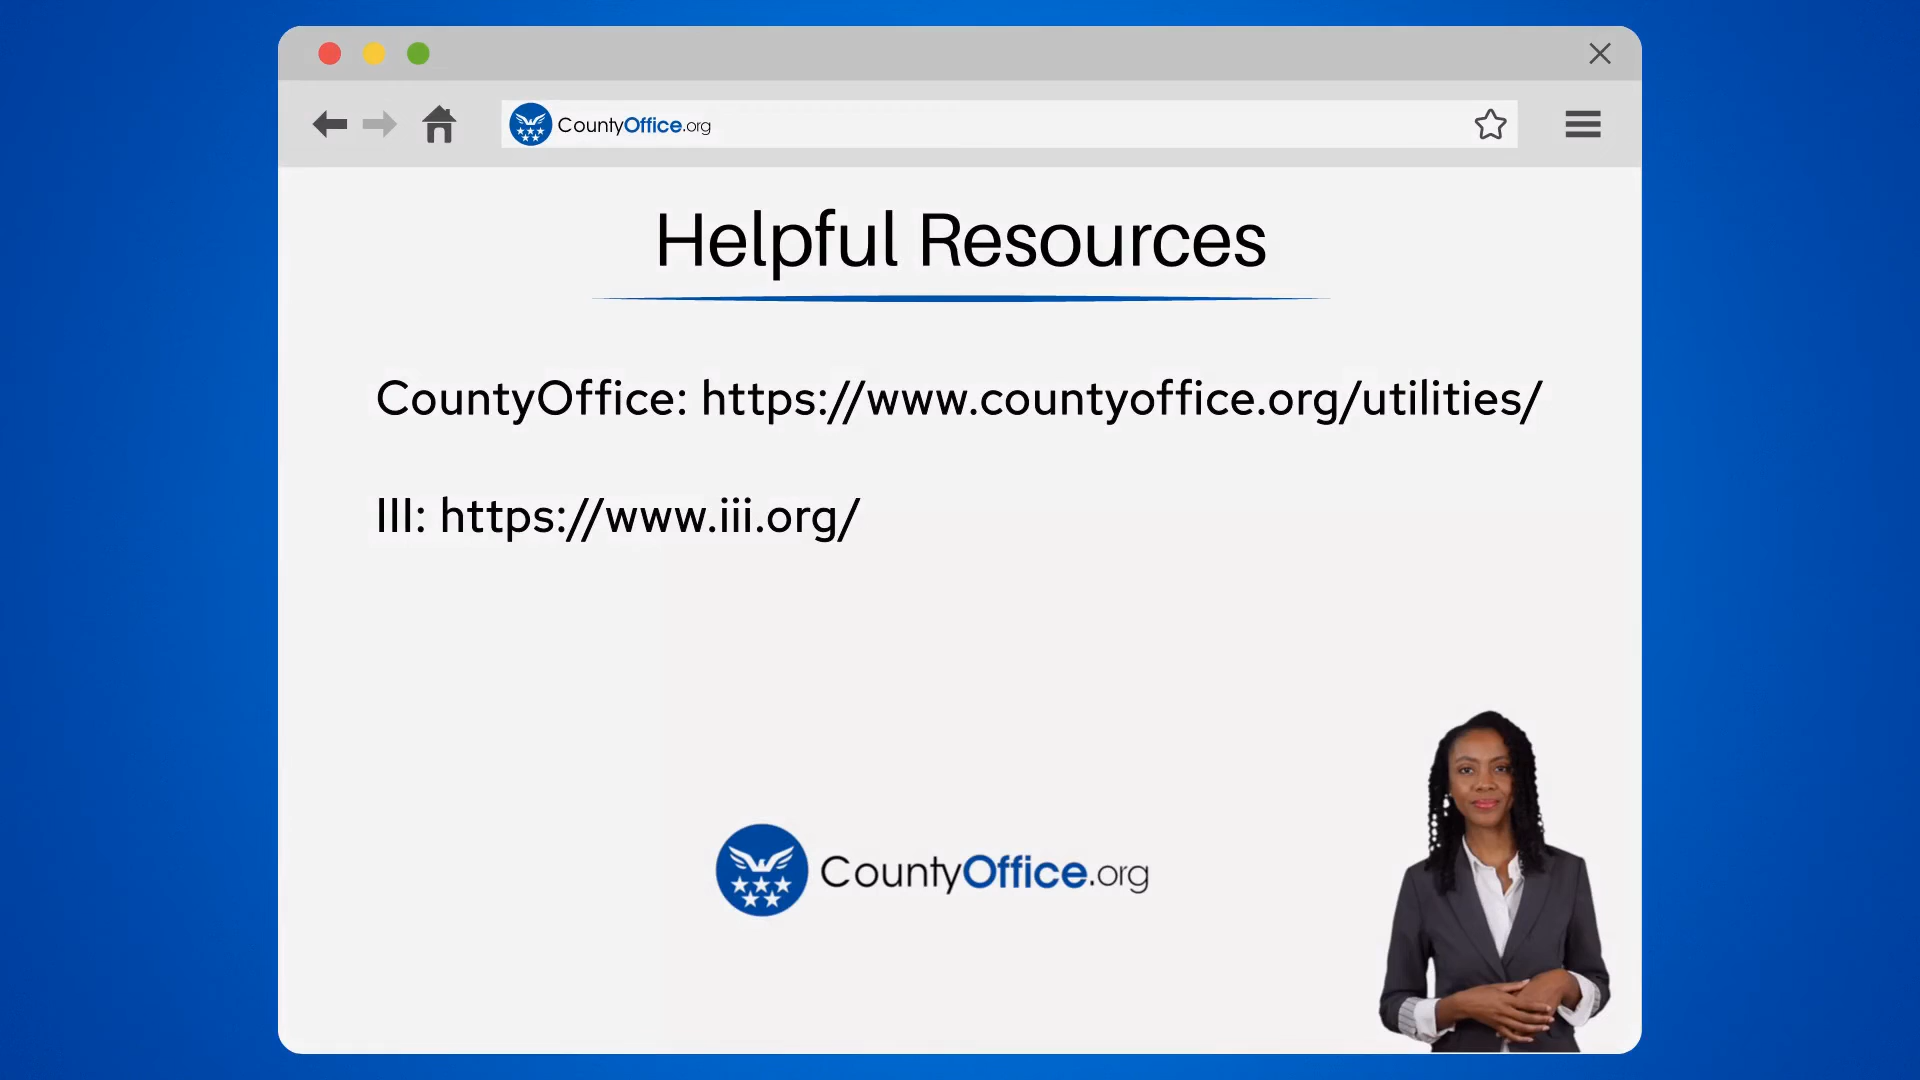 CountyOffice.org
Helpful Resources
CountyOffice: https://www.countyoffice.org/utilities/
III: https://www.iii.org/
CountyOffice.org